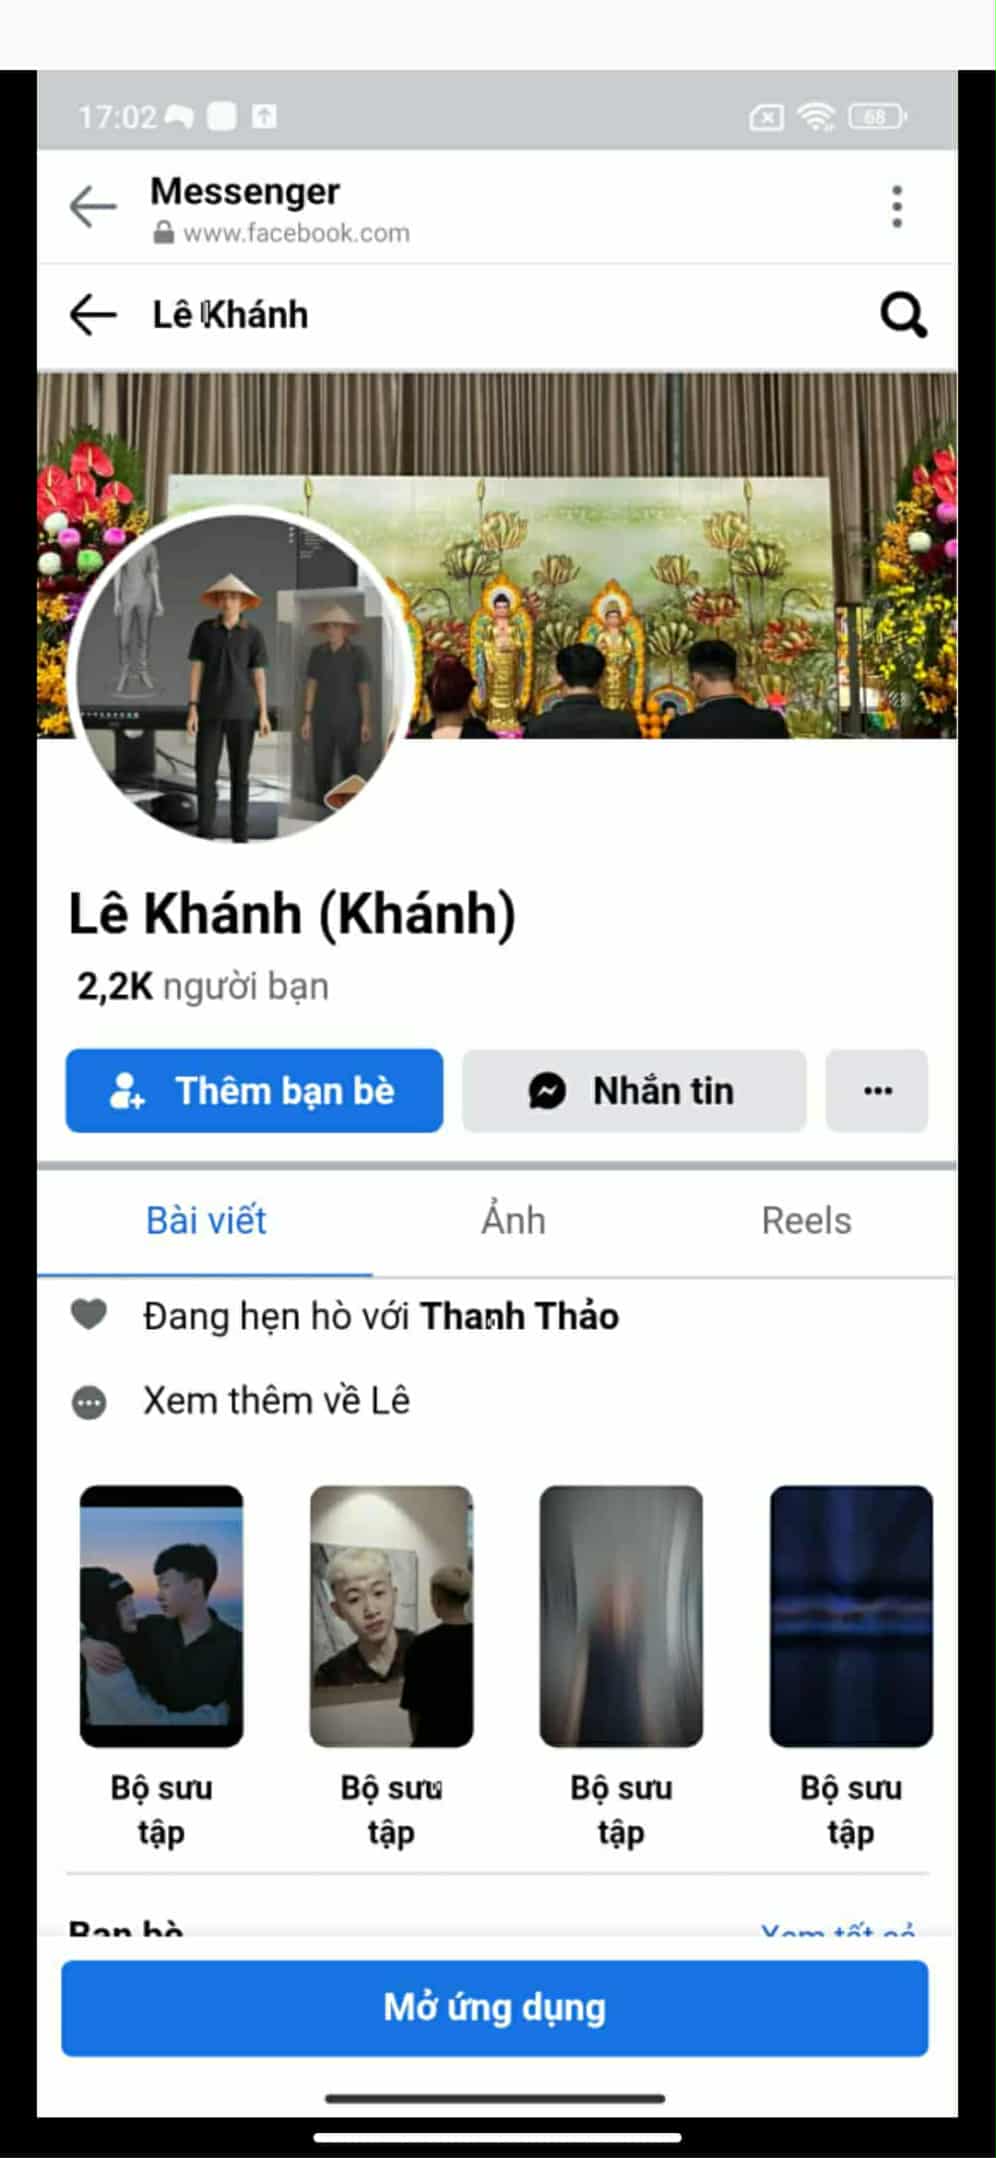 17:02
68
Messenger
www.facebook.com
Lê Khánh
Lê Khánh (Khánh)
2,2K người bạn
Thêm bạn bè
Nhắn tin
Bài viết
Ảnh
Reels
Đang hẹn hò với Thanh Thảo
Xem thêm về Lê
Bộ sưu
tập
Bộ sưu
tập
Bộ sưu
tập
Bộ sưu
tập
Bạn bè
Xem tất cả
Mở ứng dụng